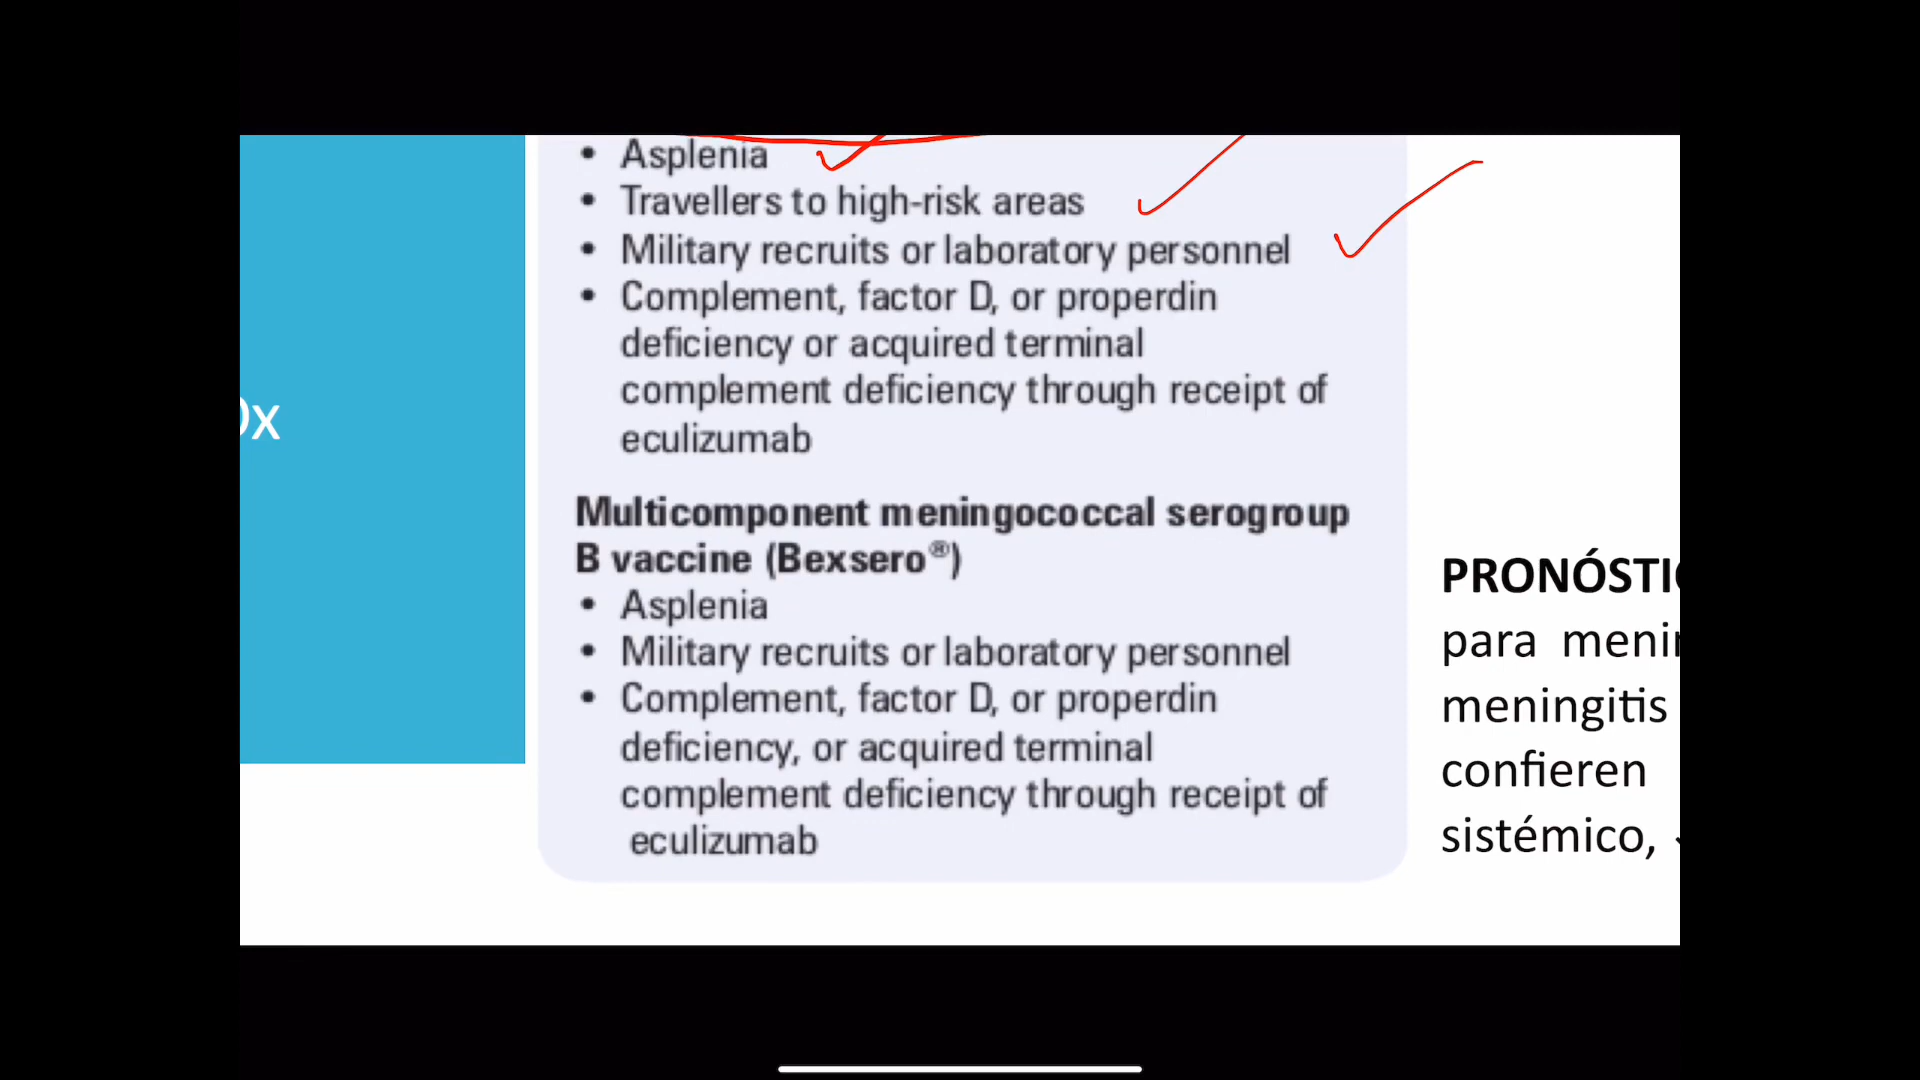 • Asplenia
• Travellers to high-risk areas
• Military recruits or laboratory personnel
• Complement, factor D, or properdin
deficiency or acquired terminal
complement deficiency through receipt of
eculizumab
x
Multicomponent meningococcal serogroup
B vaccine (Bexsero®)
• Asplenia
• Military recruits or laboratory personnel
• Complement, factor D, or properdin
deficiency, or acquired terminal
complement deficiency through receipt of
eculizumab
PRONÓSTI
para menin
meningitis
confieren
sistémico,